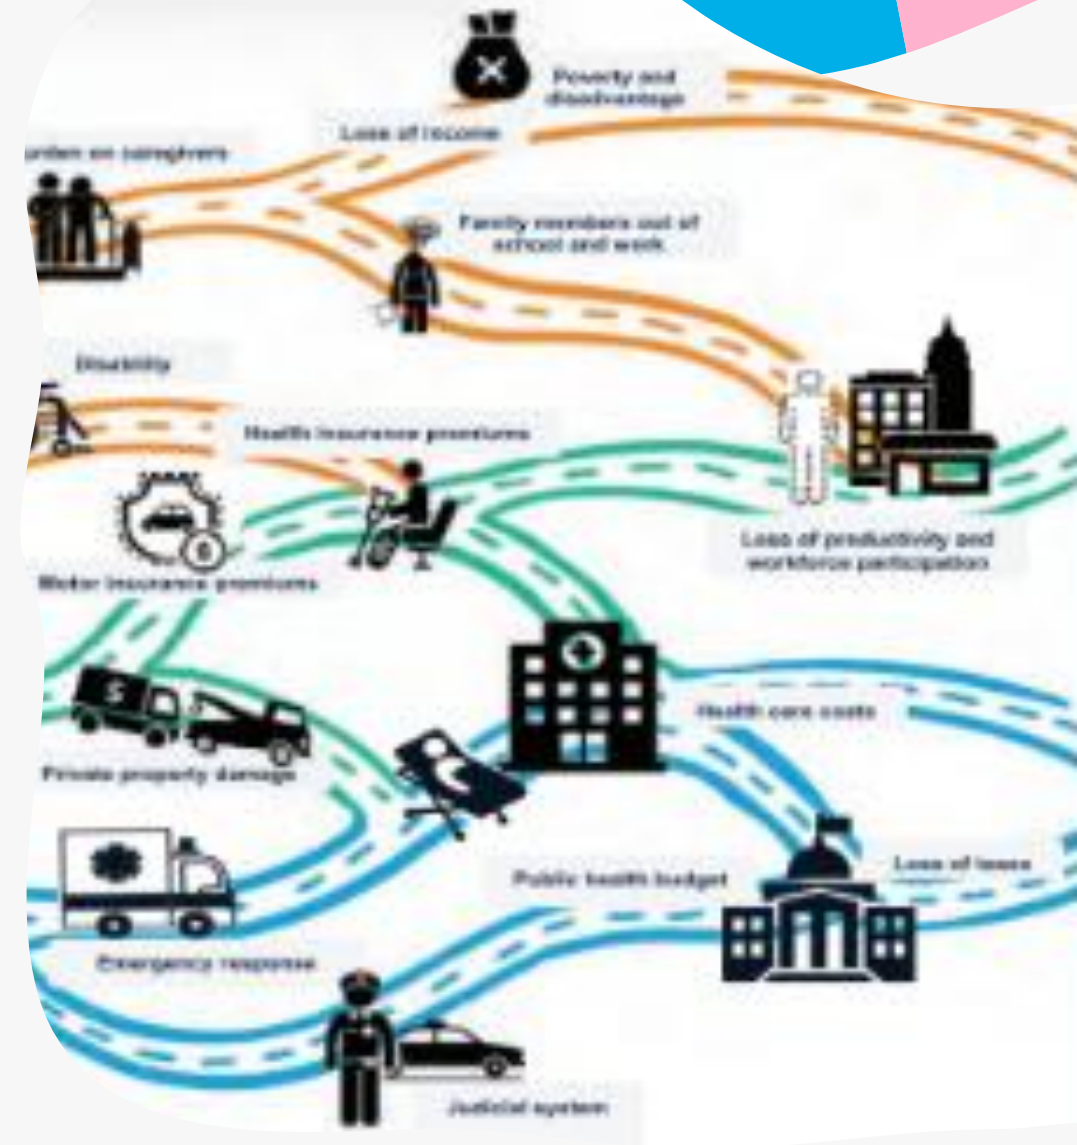 Poverty and
disadvantage
Loss of income
urden on caregivers
Family members out of
school and work
Disability
Health insurance premiums
Loss of productivity and
workforce participation
Motor insurance premiums
Health care costs
Private property damage
Loss of
Public health budget
Emergency response
Judicial system